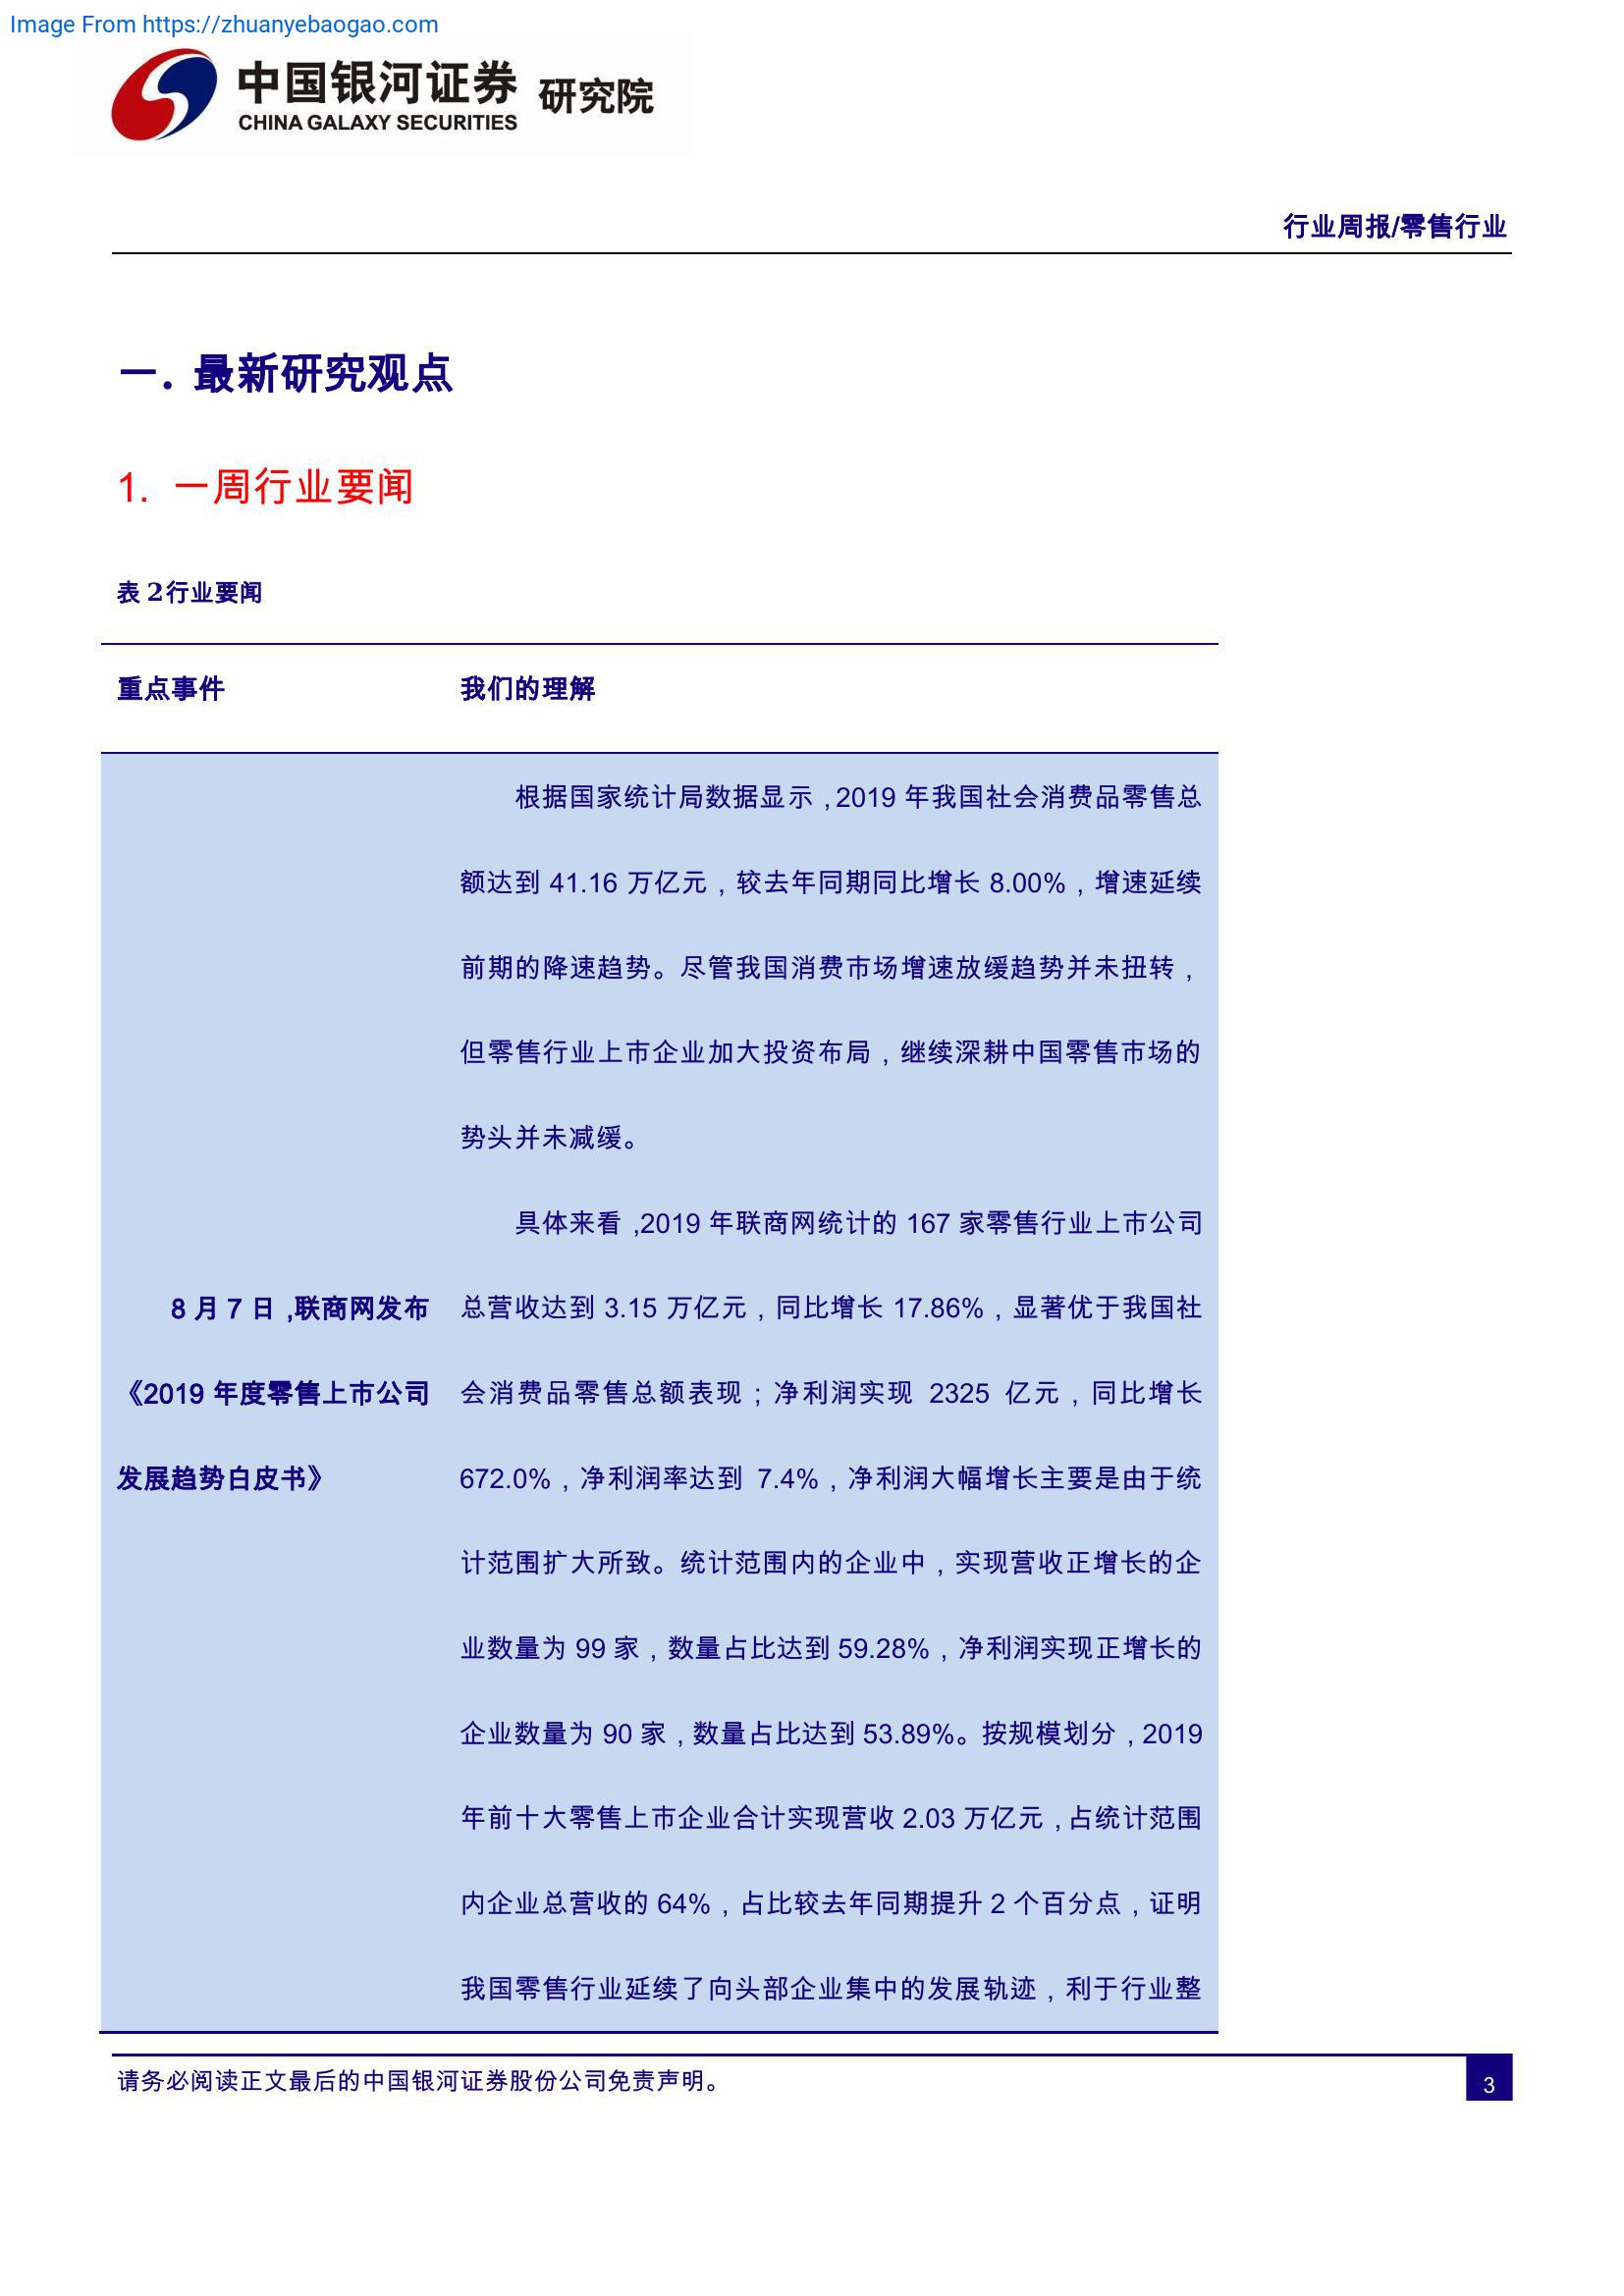 Image From https://zhuanyebaogao.com
中国银河证券 研究院
CHINA GALAXY SECURITIES
行业周报/零售行业
一. 最新研究观点
1. 一周行业要闻
表 2行业要闻
重点事件 我们的理解
8 月 7 日,联商网发布
《2019 年度零售上市公司
发展趋势白皮书》
根据国家统计局数据显示,2019 年我国社会消费品零售总
额达到 41.16 万亿元，较去年同期同比增长 8.00%，增速延续
前期的降速趋势。尽管我国消费市场增速放缓趋势并未扭转，
但零售行业上市企业加大投资布局，继续深耕中国零售市场的
势头并未减缓。
具体来看,2019 年联商网统计的 167 家零售行业上市公司
总营收达到 3.15 万亿元，同比增长 17.86%，显著优于我国社
会消费品零售总额表现；净利润实现 2325 亿元，同比增长
672.0%，净利润率达到 7.4%，净利润大幅增长主要是由于统
计范围扩大所致。统计范围内的企业中，实现营收正增长的企
业数量为 99 家，数量占比达到 59.28%，净利润实现正增长的
企业数量为 90 家，数量占比达到 53.89%。按规模划分，2019
年前十大零售上市企业合计实现营收 2.03 万亿元，占统计范围
内企业总营收的 64%，占比较去年同期提升 2 个百分点，证明
我国零售行业延续了向头部企业集中的发展轨迹，利于行业整
请务必阅读正文最后的中国银河证券股份公司免责声明。
3